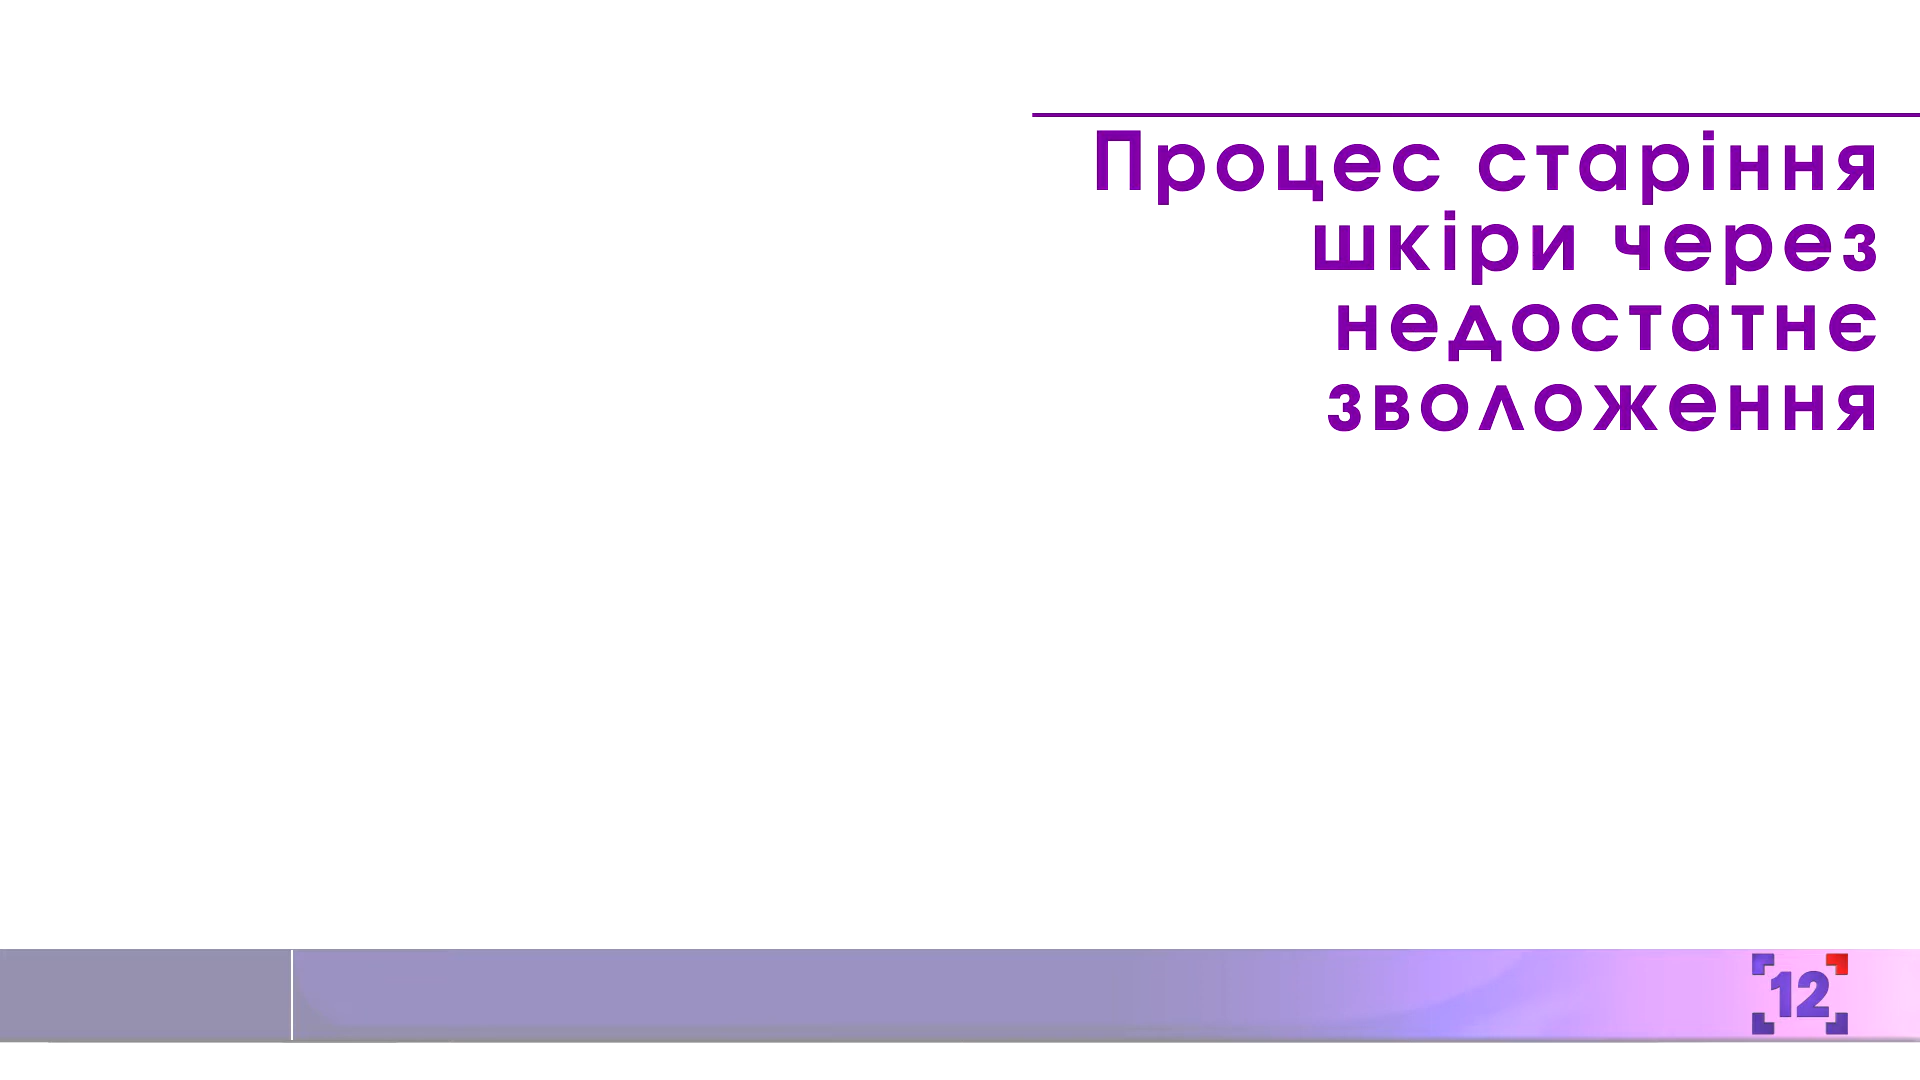 Процес старіння
шкіри через
недостатнє
зволоження
12